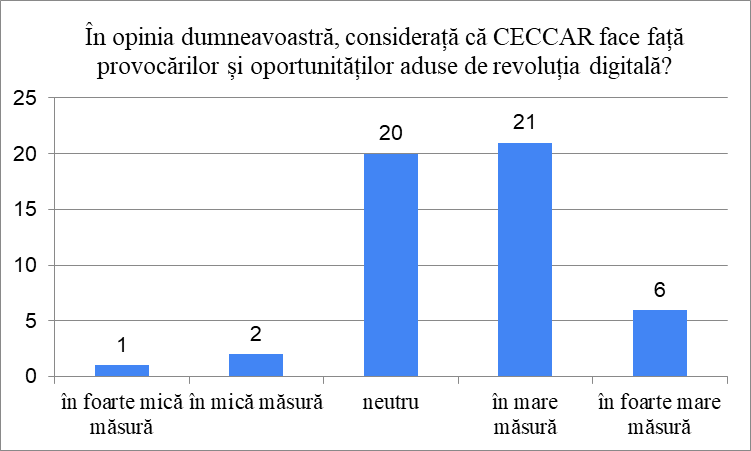 În opinia dumneavoastră, considerață că CECCAR face față
provocărilor și oportunităților aduse de revoluția digitală?
25
20
15
10
5
0
1
2
20
21
6
în foarte mică
măsură
în mică măsură
neutru
în mare
măsură
în foarte mare
măsură